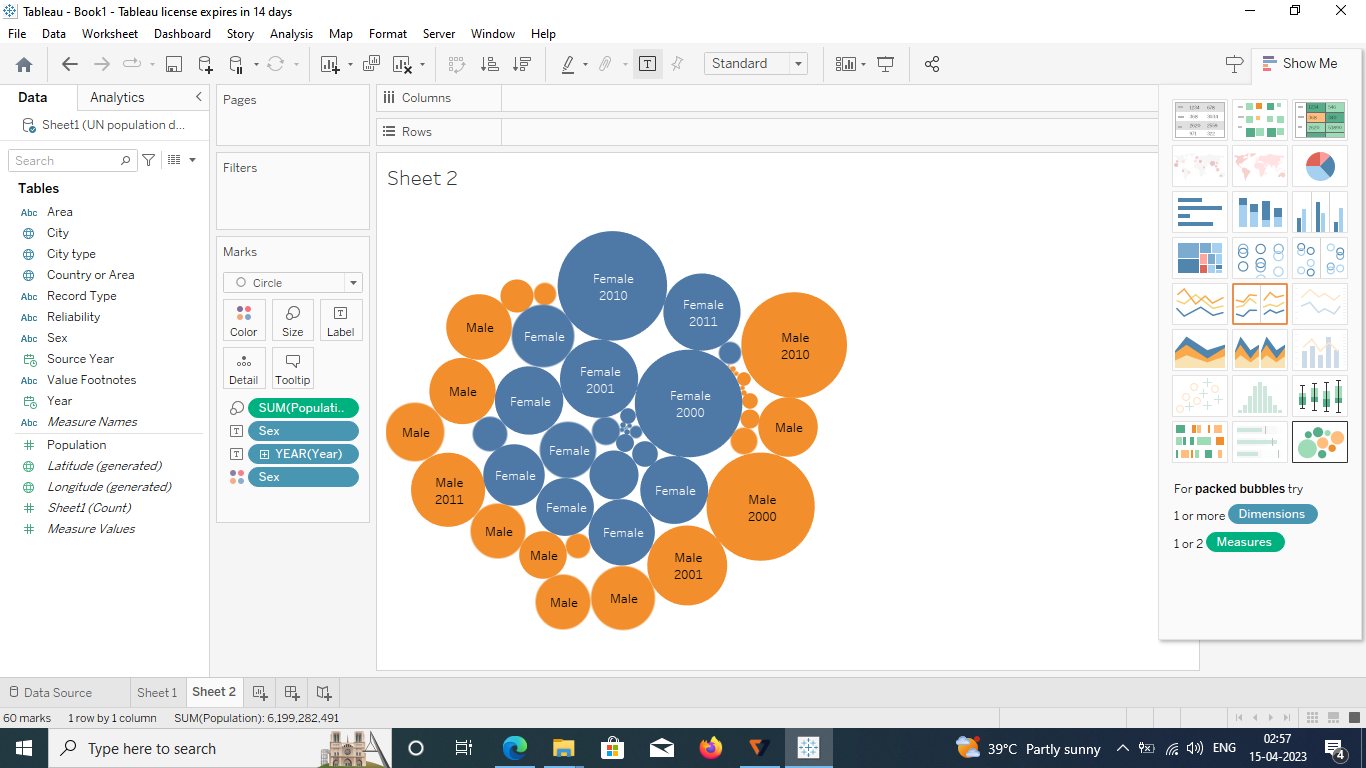 Tableau - Book1 - Tableau license expires in 14 days
File Data Worksheet Dashboard Story Analysis Map Format Server Window Help
Standard
Show Me
Data Analytics
Sheet1 (UN population d...
Search
Tables
Abc Area
City
City type
Country or Area
Abc Record Type
Abc Reliability
Abc Sex
Source Year
Abc Value Footnotes
Year
Abc Measure Names
Population
Latitude (generated)
Longitude (generated)
Sheet1 (Count)
Measure Values
Pages
Filters
Marks
Circle
Color Size Label
Detail Tooltip
SUM(Populati..
Sex
YEAR(Year)
Sex
Columns
Rows
Sheet 2
Female
2010
Female
2011
Male
2010
Male
Female
Female
2001
Male
Female
Female
2000
Male
Male
Female
Male
2011
Female
Female
Male
2000
Female
Male
Female
Male
Male
2001
Male
Male
For packed bubbles try
1 or more Dimensions
1 or 2 Measures
Data Source Sheet 1 Sheet 2
60 marks 1 row by 1 column SUM(Population): 6,199,282,491
Type here to search
39°C Partly sunny
ENG
02:57
15-04-2023
4